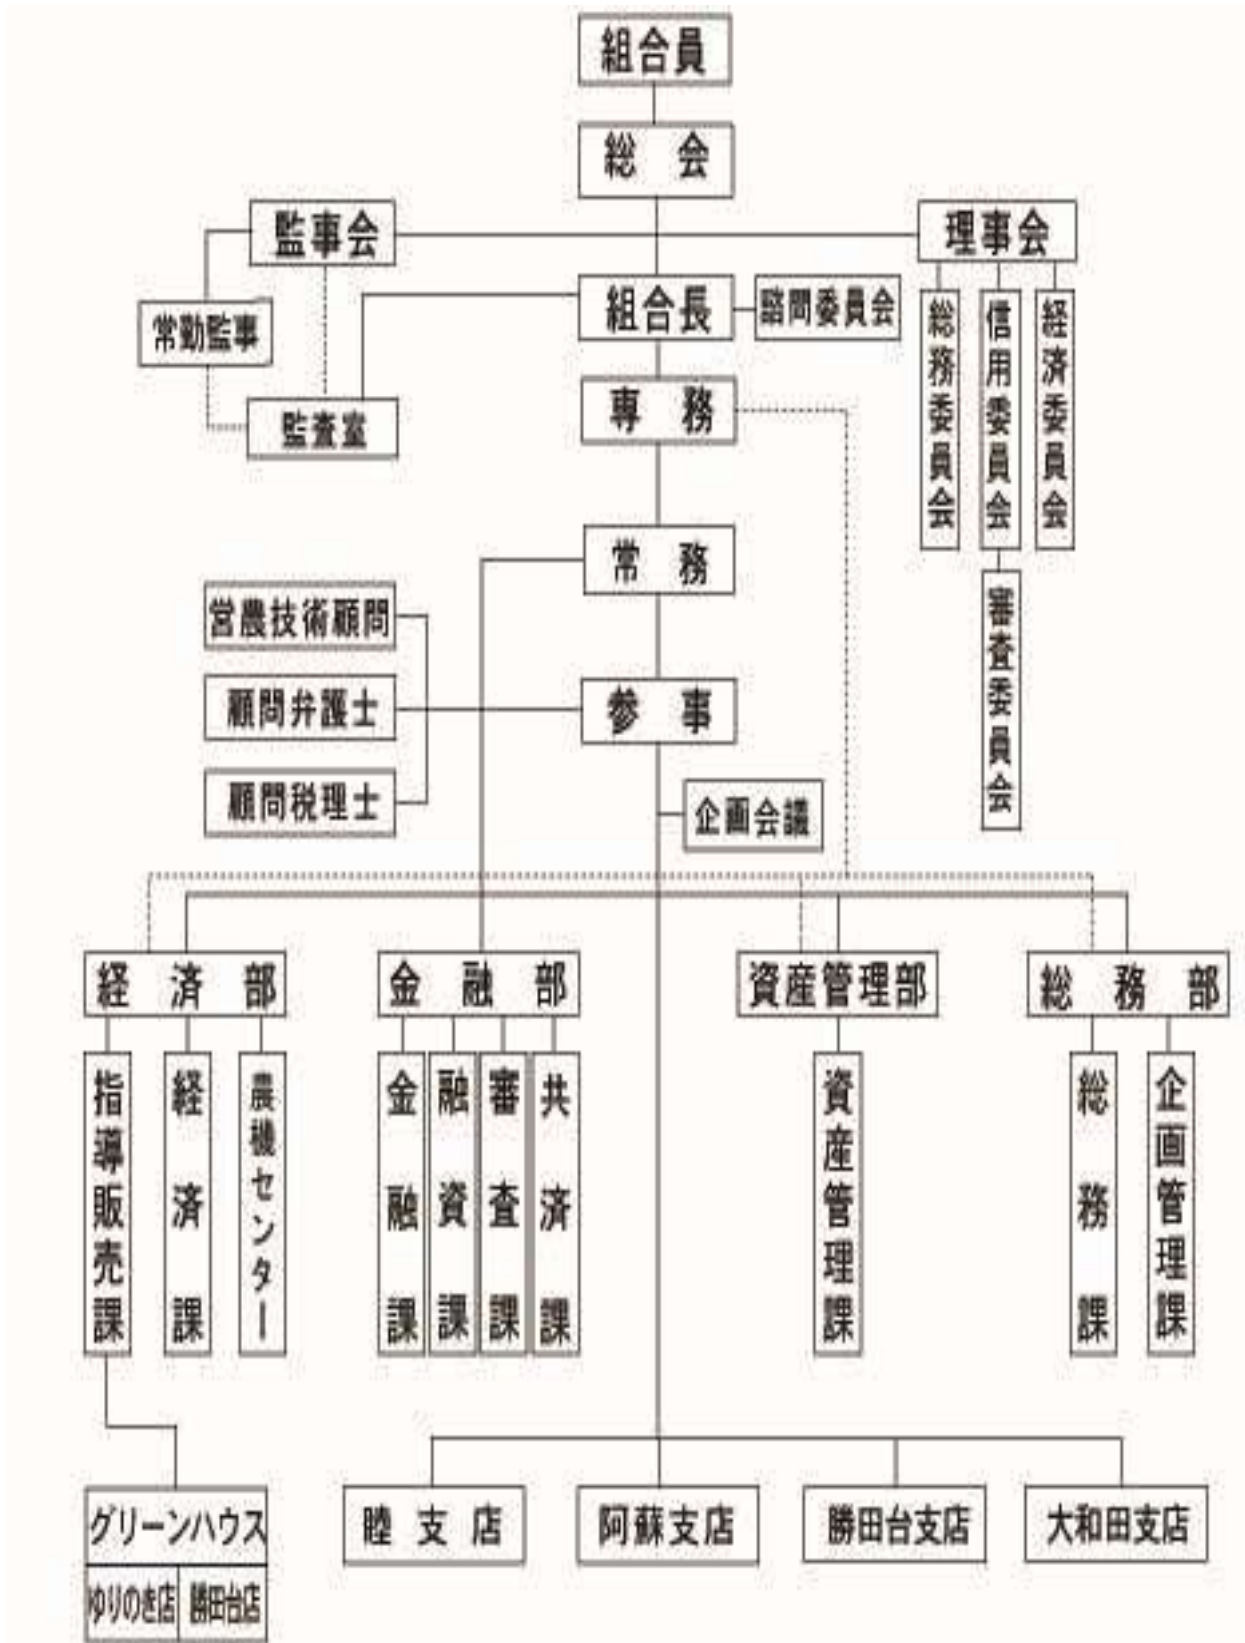 組合員
総会
監事会
理事会
常勤監事
組合長
諮問委員会
監査室
専務
総務委員会
信用委員会
経済委員会
審査委員会
常務
営農技術顧問
顧問弁護士
顧問税理士
参事
企画会議
経済部
金融部
資産管理部
総務部
指導販売課
経済課
農機センター
金融課
融資課
審査課
共済課
資産管理課
総務課
企画管理課
グリーンハウス
ゆりのき店
勝田台店
睦支店
阿蘇支店
勝田台支店
大和田支店